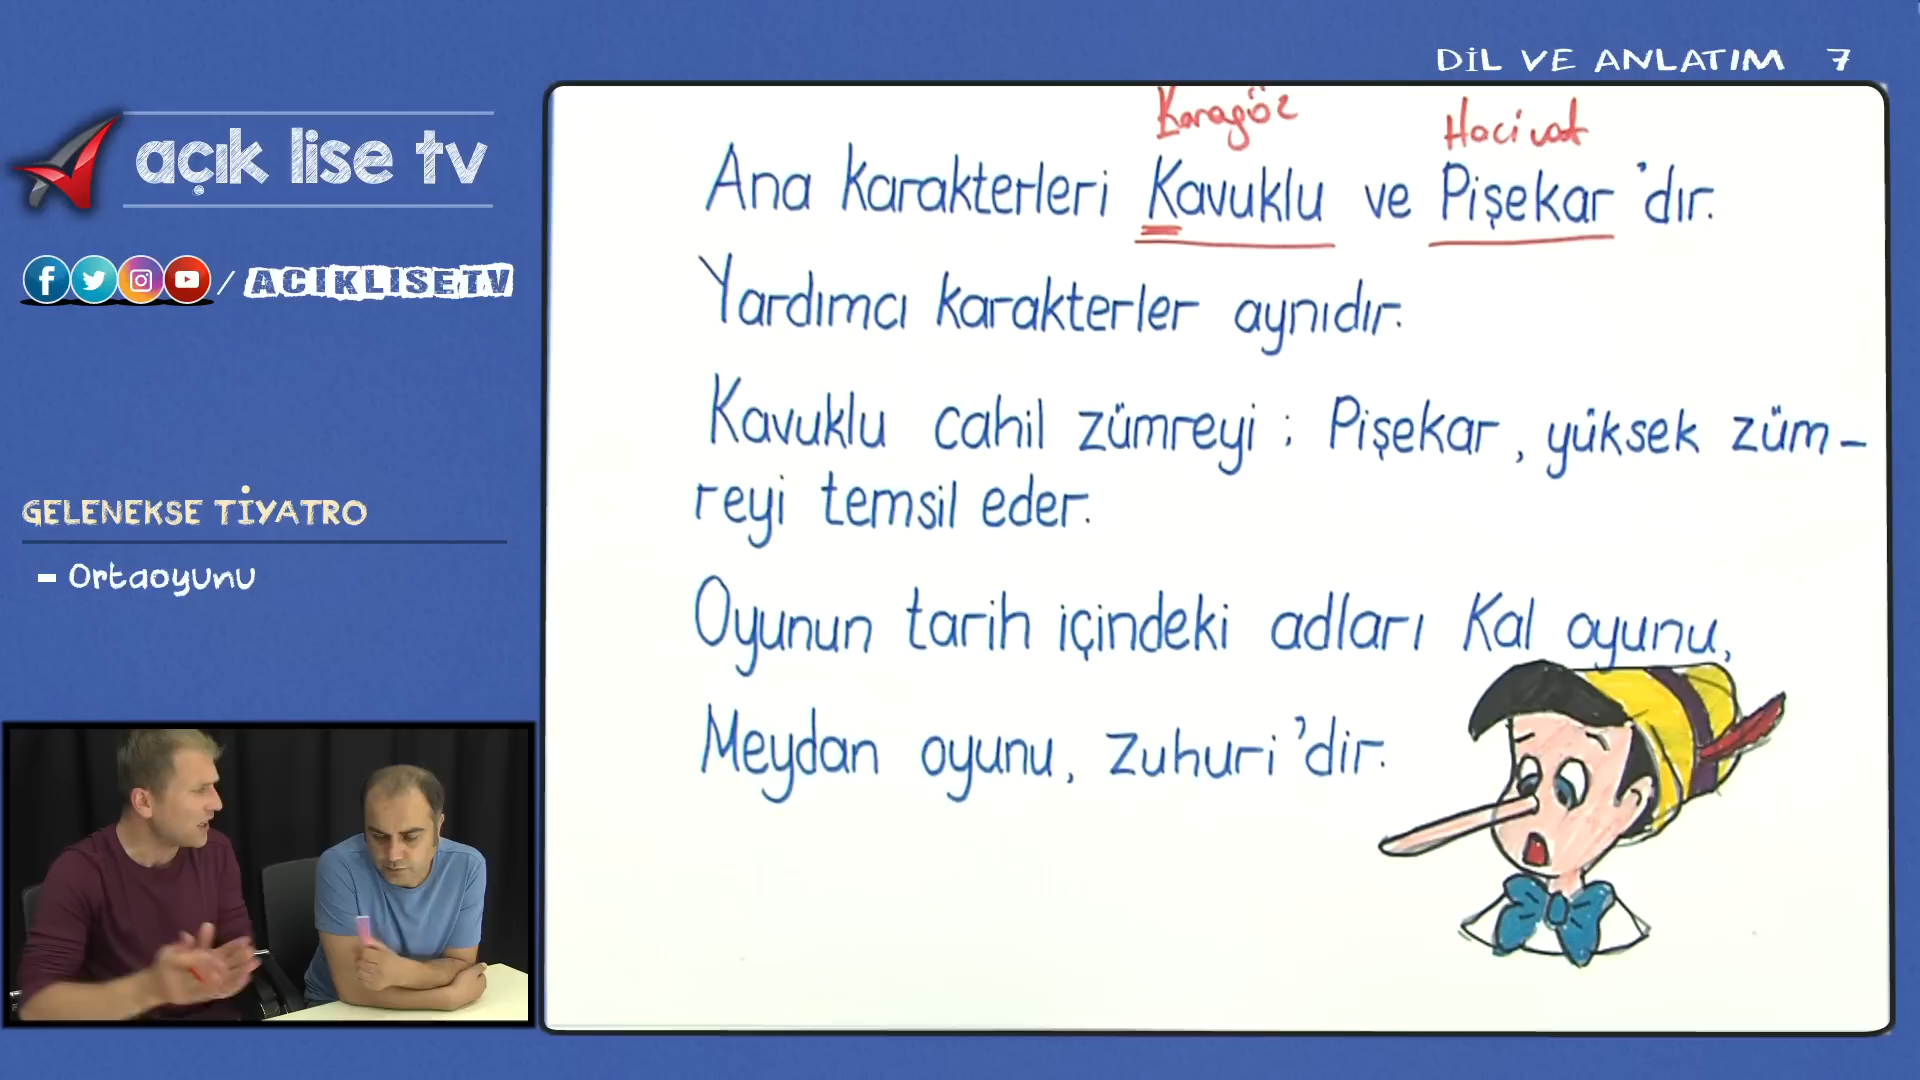 DİL VE ANLATIM 7
açık lise tv
/ ACIKLISETV
GELENEKSE TİYATRO
- Ortaoyunu
Karagöz Hacivat
Ana karakterleri Kavuklu ve Pişekar'dır.
Yardımcı karakterler aynıdır.
Kavuklu cahil zümreyi; Pişekar, yüksek züm-
reyi temsil eder.
Oyunun tarih içindeki adları Kal oyunu,
Meydan oyunu, Zuhuri'dir.